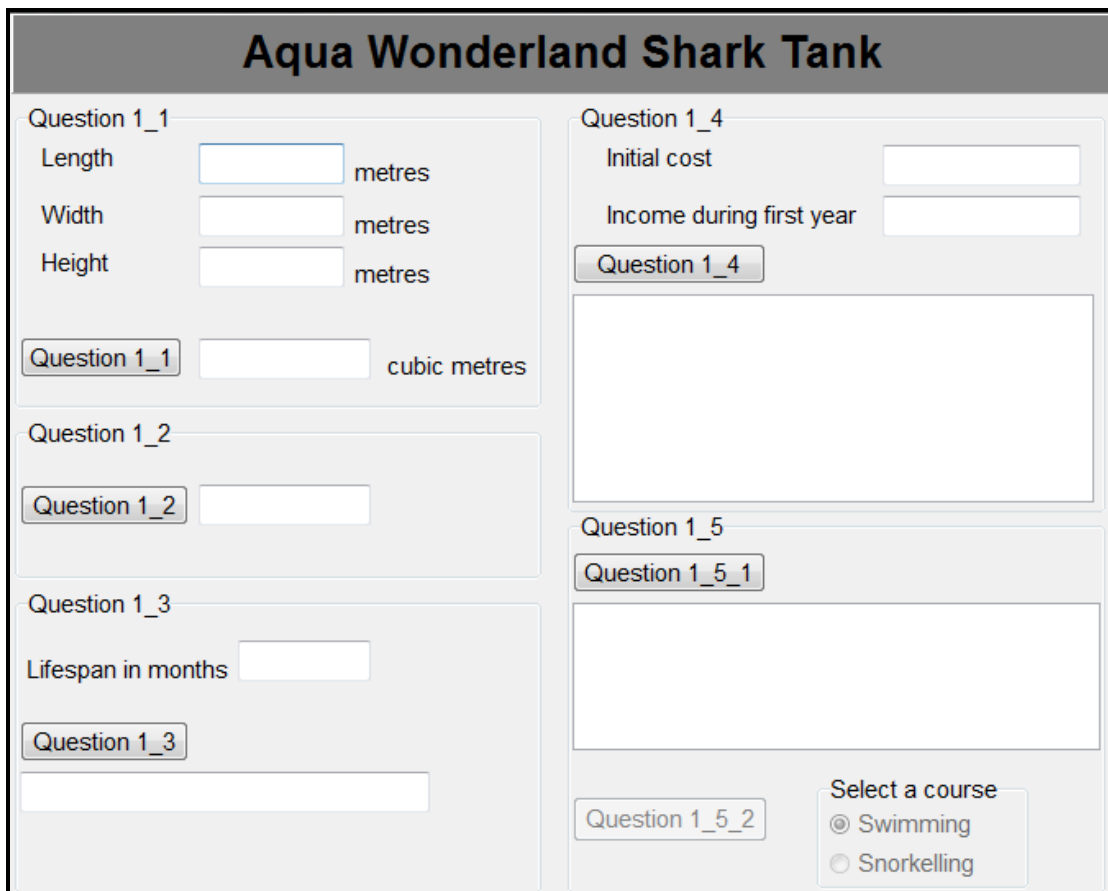 Aqua Wonderland Shark Tank
Question 1_1
Length
metres
Width
metres
Height
metres
Question 1_1
cubic metres
Question 1_2
Question 1_2
Question 1_3
Lifespan in months
Question 1_3
Question 1_4
Initial cost
Income during first year
Question 1_4
Question 1_5
Question 1_5_1
Question 1_5_2
Select a course
Swimming
Snorkelling